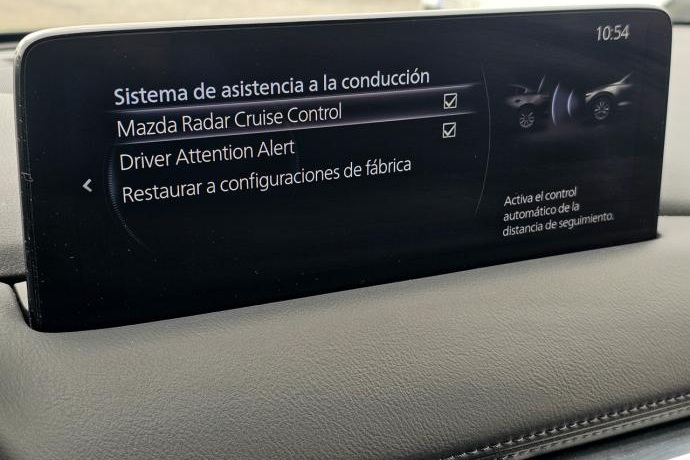 10:54
Sistema de asistencia a la conducción
Mazda Radar Cruise Control
Driver Attention Alert
Restaurar a configuraciones de fábrica
Activa el control
automático de la
distancia de seguimiento.